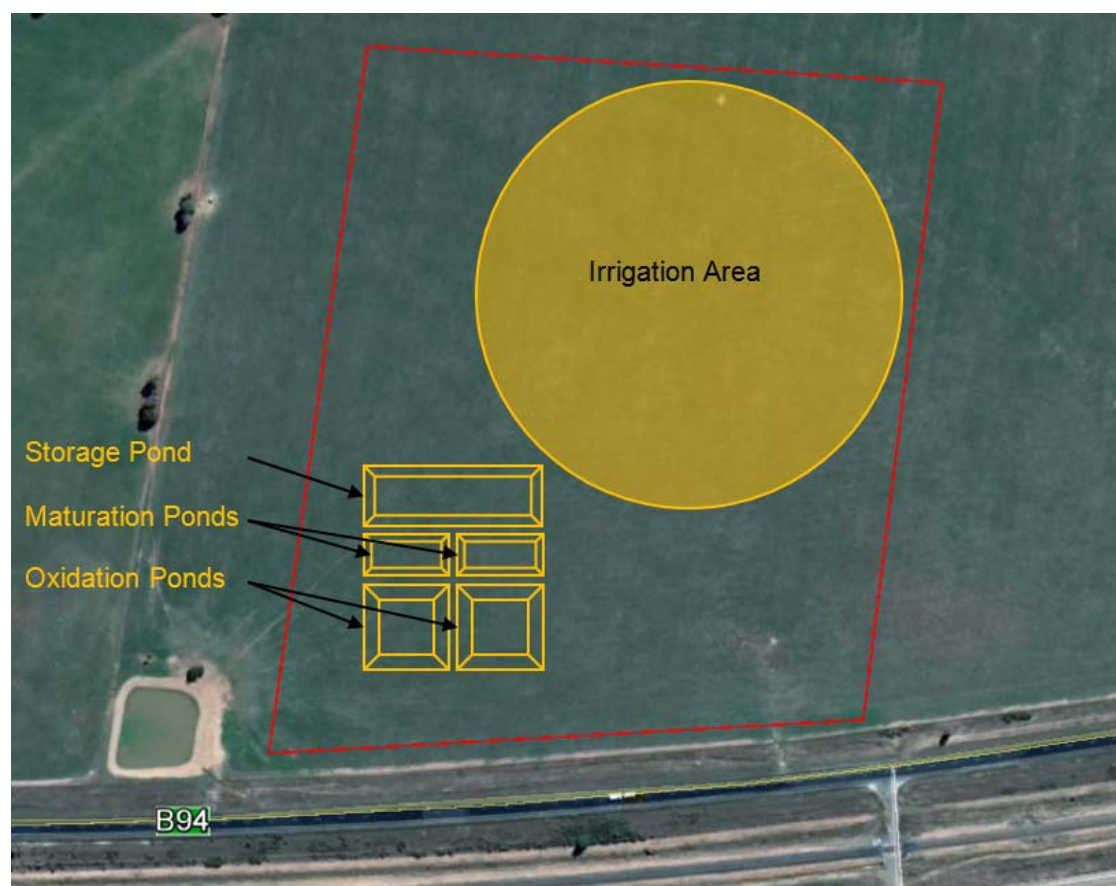 Irrigation Area
Storage Pond
Maturation Ponds
Oxidation Ponds
B94